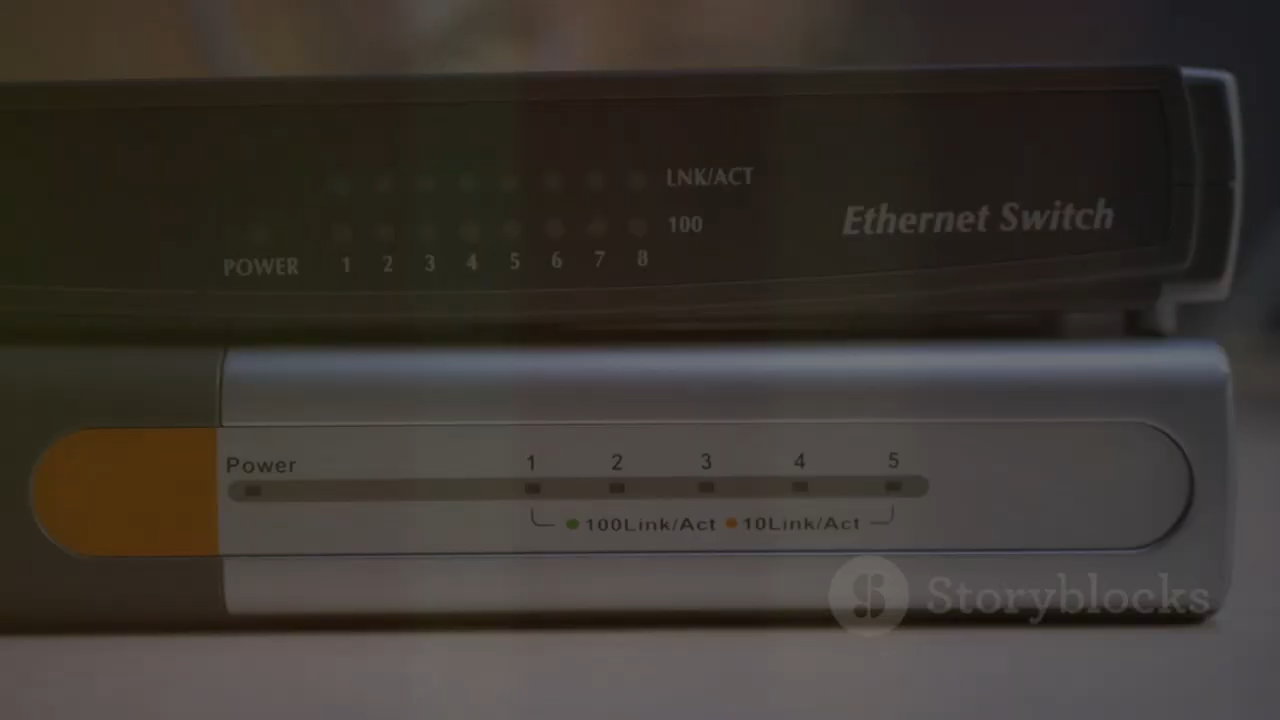 LNK/ACT
100
POWER 1 2 3 4 5 6 7 8
Ethernet Switch
Power 1 2 3 4 5
100Link/Act 10Link/Act
Storyblocks